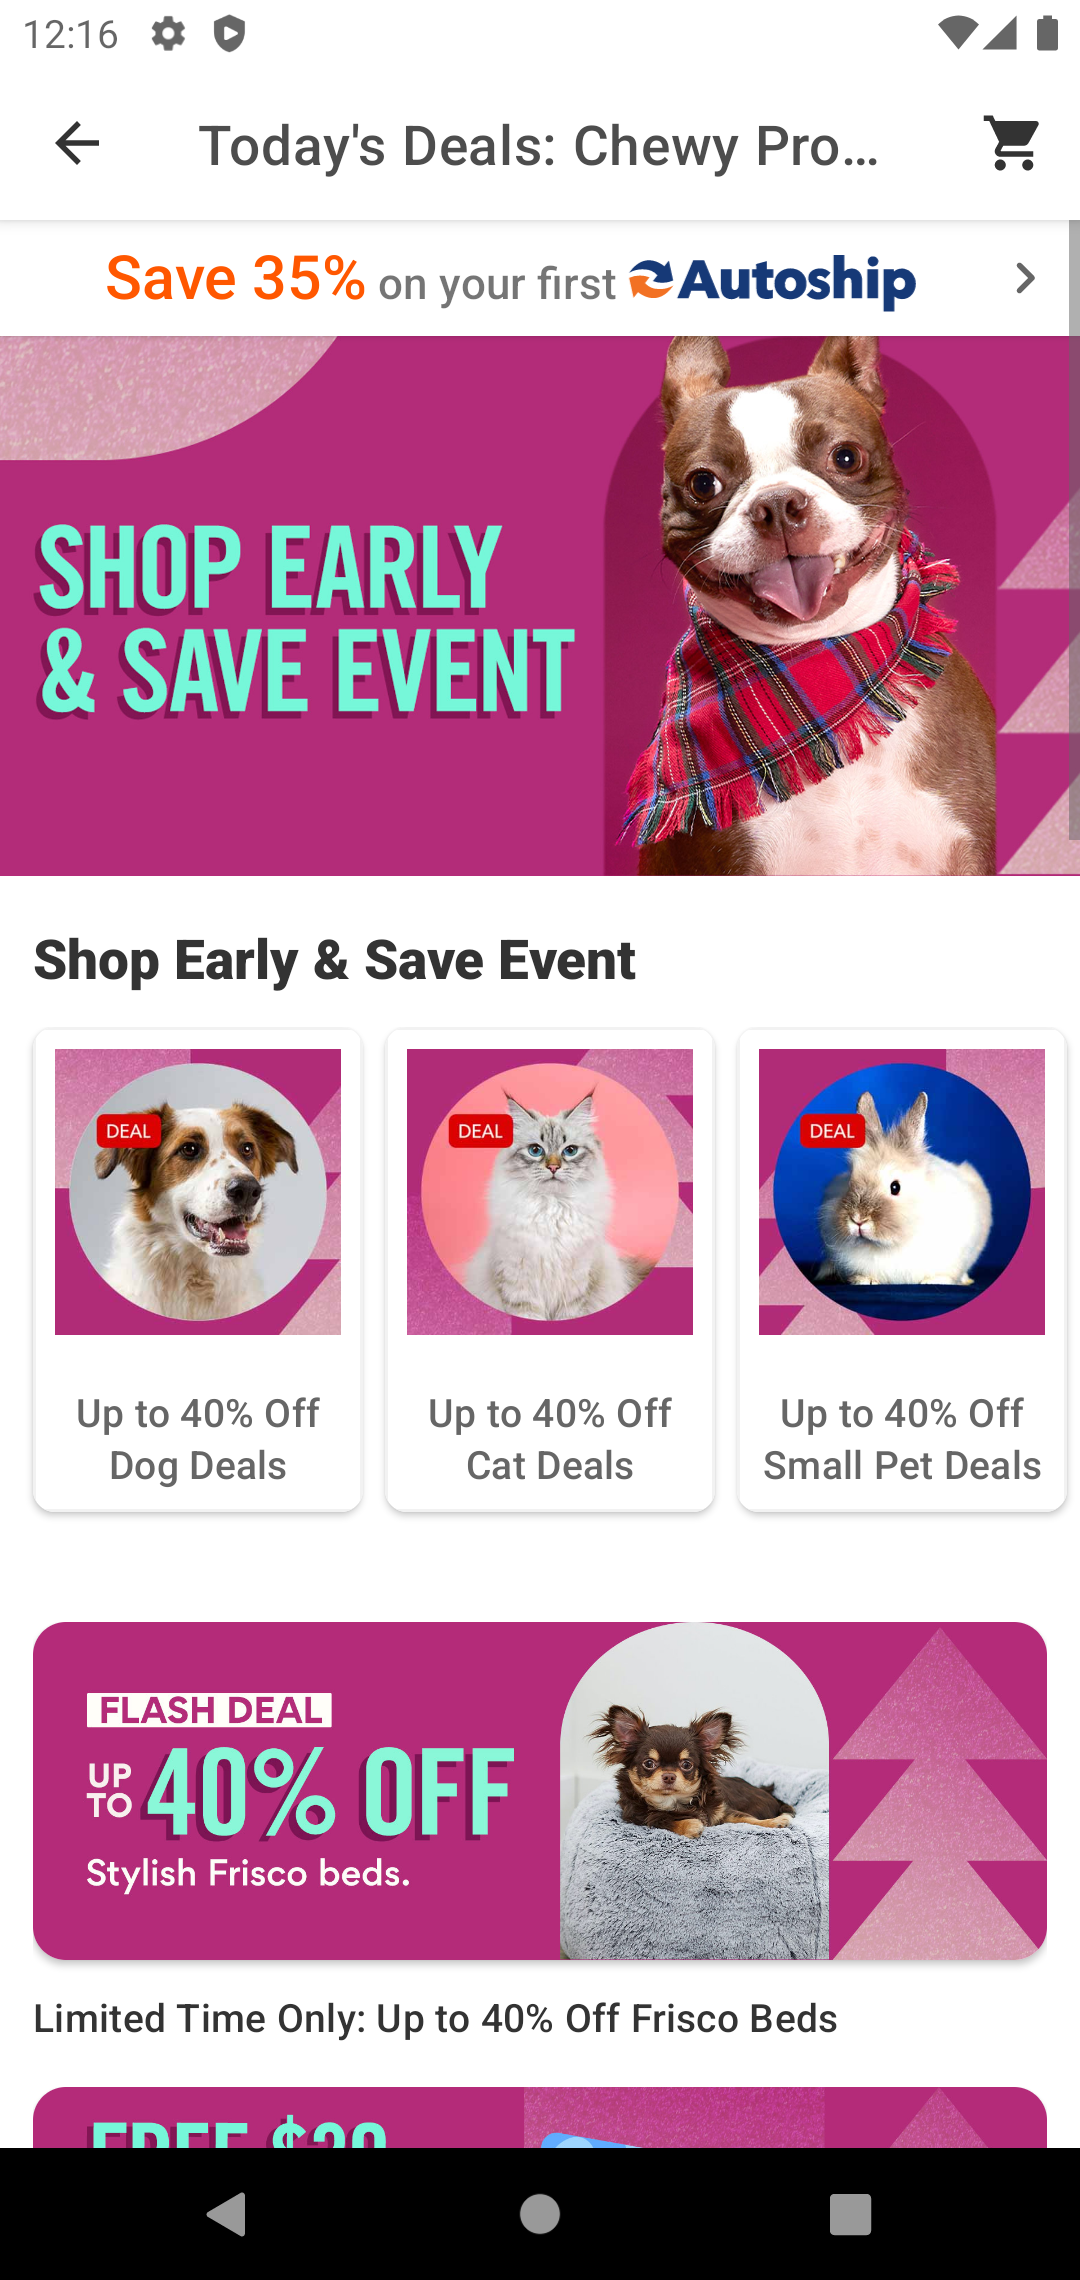 12:16
Today's Deals: Chewy Pro...
Save 35% on your first Autoship
SHOP EARLY
& SAVE EVENT
Shop Early & Save Event
DEAL
DEAL
DEAL
Up to 40% Off
Dog Deals
Up to 40% Off
Cat Deals
Up to 40% Off
Small Pet Deals
FLASH DEAL
UP TO 40% OFF
Stylish Frisco beds.
Limited Time Only: Up to 40% Off Frisco Beds